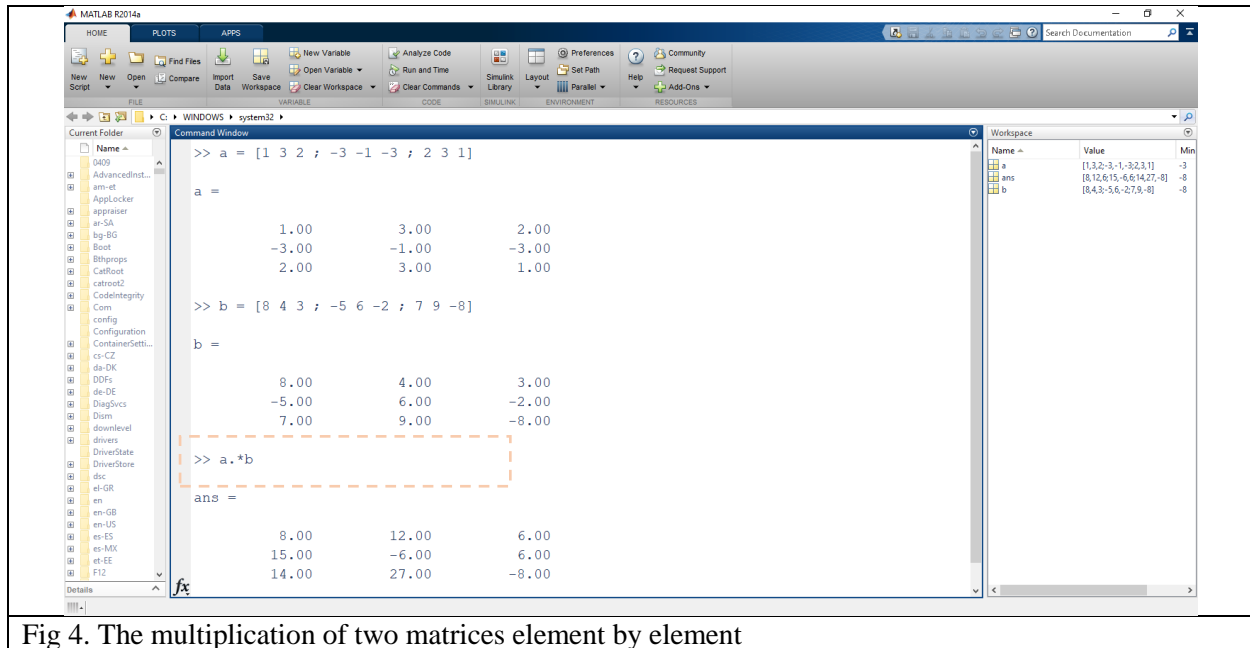 MATLAB R2014a
HOME PLOTS APPS
Search Documentation
New Script
New
Open
Find Files
Compare
Import Data
Save Workspace
New Variable
Open Variable
Clear Workspace
Analyze Code
Run and Time
Clear Commands
Simulink Library
Layout
Preferences
Set Path
Parallel
Help
Community
Request Support
Add-Ons
FILE VARIABLE CODE SIMULINK ENVIRONMENT RESOURCES
C: WINDOWS system32
Current Folder
Name
0409
AdvancedInst...
am-et
AppLocker
appraiser
ar-SA
bg-BG
Boot
Bthprops
CatRoot
catroot2
CodeIntegrity
Com
config
Configuration
ContainerSetti...
cs-CZ
da-DK
DDFs
de-DE
DiagSvcs
Dism
downlevel
drivers
DriverState
DriverStore
dsc
el-GR
en
en-GB
en-US
es-ES
es-MX
et-EE
F12
Details
Command Window
>> a = [1 3 2 ; -3 -1 -3 ; 2 3 1]
a =
1.00 3.00 2.00
-3.00 -1.00 -3.00
2.00 3.00 1.00
>> b = [8 4 3 ; -5 6 -2 ; 7 9 -8]
b =
8.00 4.00 3.00
-5.00 6.00 -2.00
7.00 9.00 -8.00
>> a.*b
ans =
8.00 12.00 6.00
15.00 -6.00 6.00
14.00 27.00 -8.00
fx
Workspace
Name Value Min
a [1,3,2;-3,-1,-3;2,3,1] -3
ans [8,12,6;15,-6,6;14,27,-8] -8
b [8,4,3;-5,6,-2;7,9,-8] -8
Fig 4. The multiplication of two matrices element by element